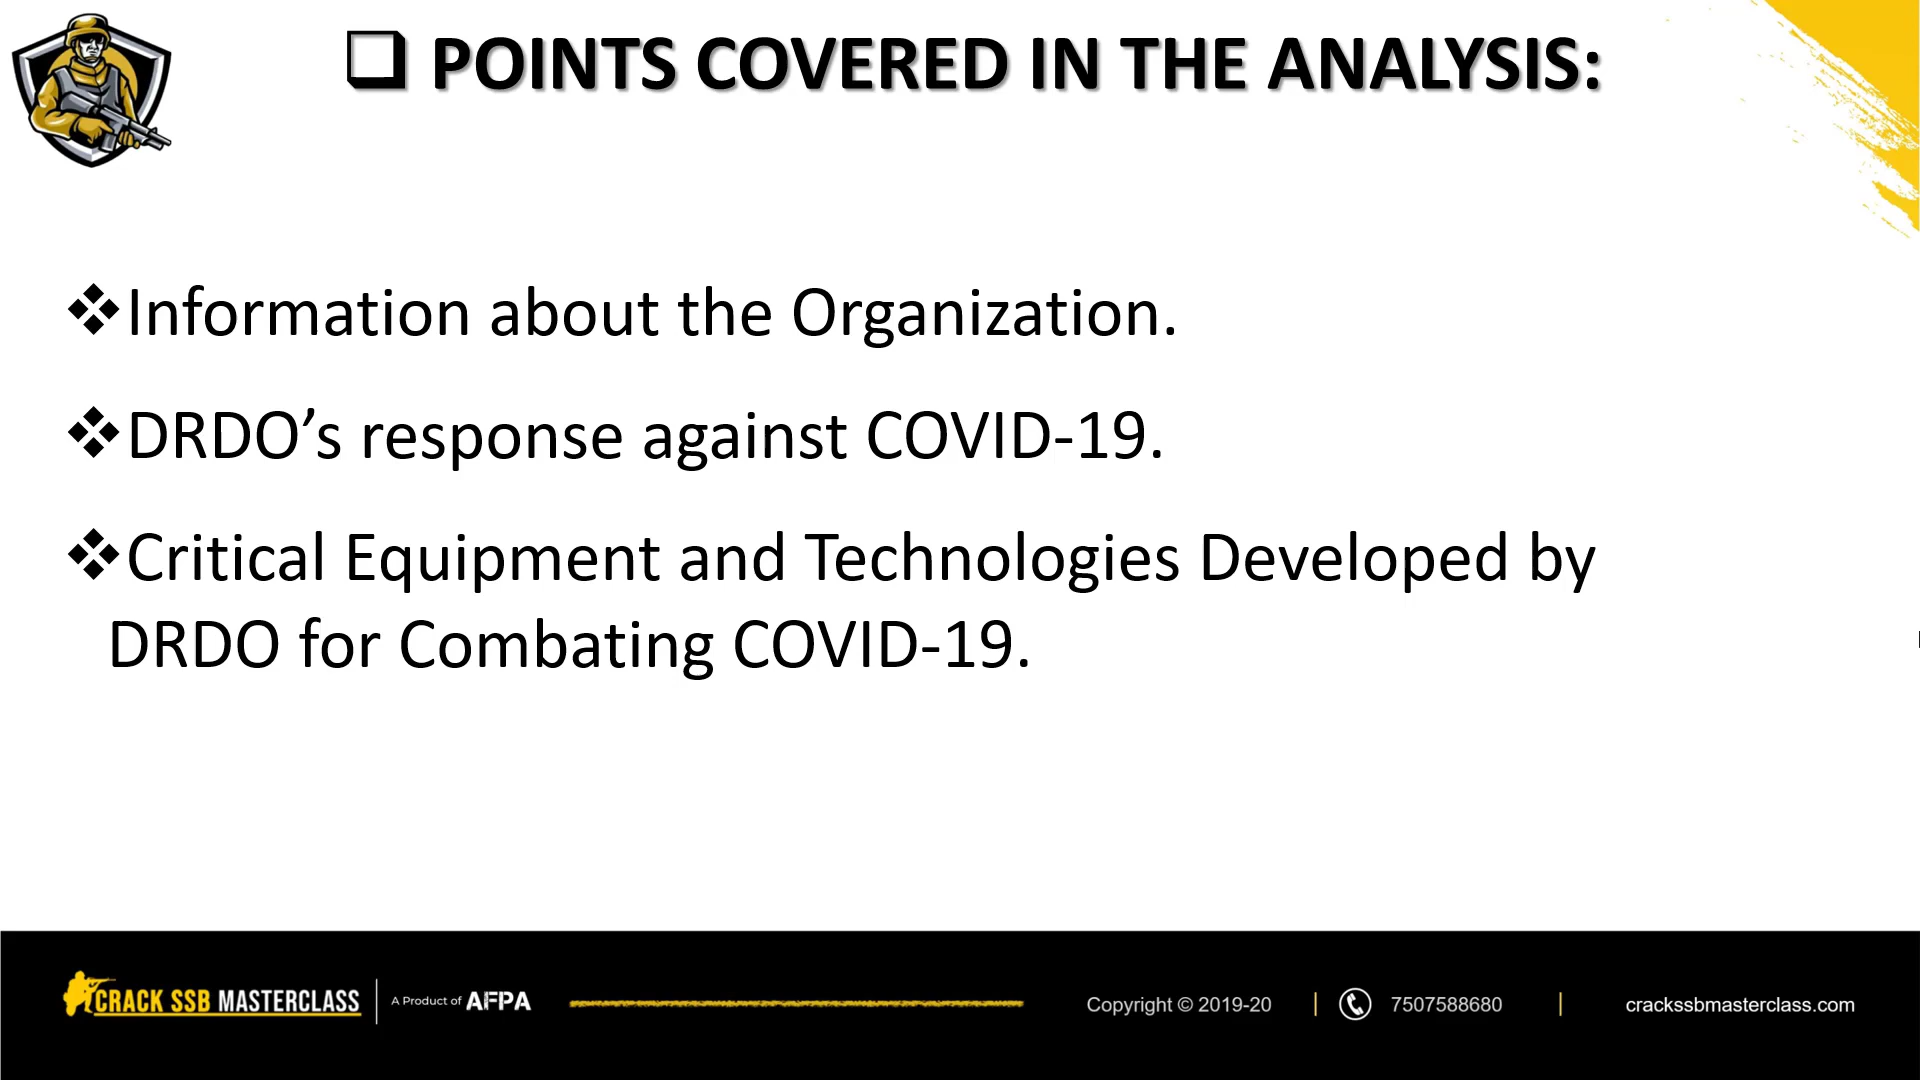 ❑ POINTS COVERED IN THE ANALYSIS:
❖Information about the Organization.
❖DRDO’s response against COVID-19.
❖Critical Equipment and Technologies Developed by
DRDO for Combating COVID-19.
CRACK SSB MASTERCLASS A Product of AFPA Copyright © 2019-20 7507588680 crackssbmasterclass.com